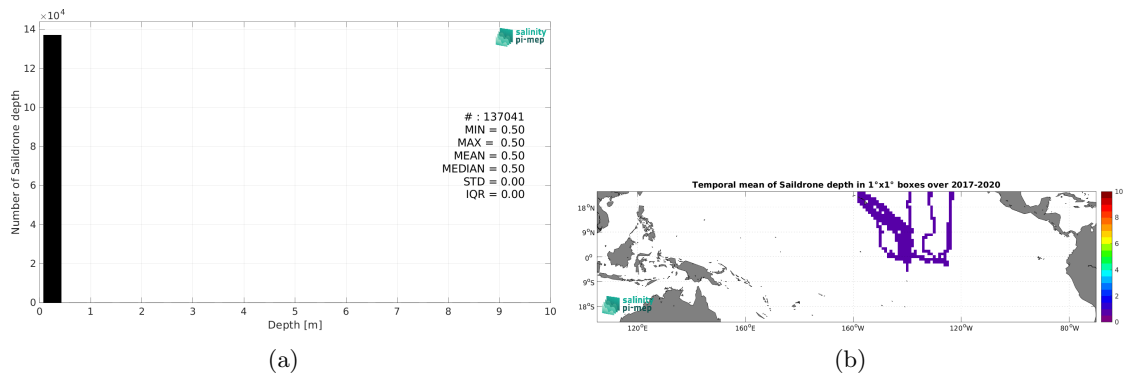 ×10⁴
14
12
10
8
6
4
2
0
Number of Saildrone depth
salinity
pi-mep
# : 137041
MIN = 0.50
MAX = 0.50
MEAN = 0.50
MEDIAN = 0.50
STD = 0.00
IQR = 0.00
0 1 2 3 4 5 6 7 8 9 10
Depth [m]
(a)
Temporal mean of Saildrone depth in 1°x1° boxes over 2017-2020
18°N
9°N
0°
9°S
18°S
salinity
pi-mep
120°E 160°E 160°W 120°W 80°W
10
8
6
4
2
0
(b)